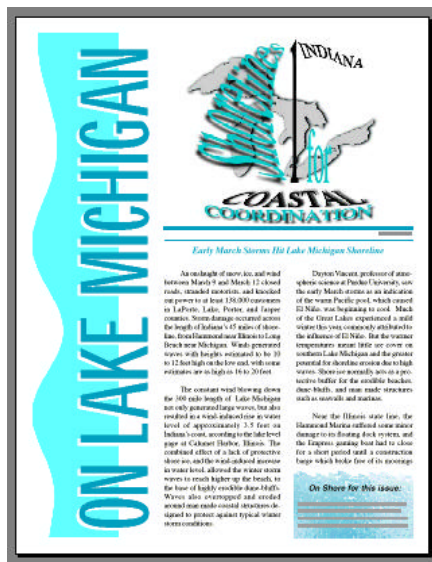 ON LAKE MICHIGAN
Shorelines
INDIANA
for
COASTAL
COORDINATION
Early March Storms Hit Lake Michigan Shoreline
An onslaught of snow, ice, and wind
between March 9 and March 12 closed
roads, stranded motorists, and knocked
out power to at least 138,000 customers
in LaPorte, Lake, Porter, and Jasper
counties. Storm damage occurred across
the length of Indiana's 45 miles of shore-
line, from Hammond near Illinois to Long
Beach near Michigan. Winds generated
waves with heights estimated to be 10
to 12 feet high on the low end, with some
estimates are as high as 16 to 20 feet.
The constant wind blowing down
the 300 mile length of Lake Michigan
not only generated large waves, but also
resulted in a wind-induced rise in water
level of approximately 3.5 feet on
Indiana's coast, according to the lake level
gage at Calumet Harbor, Illinois. The
combined effect of a lack of protective
shore ice, and the wind-induced increase
in water level, allowed the winter storm
waves to reach higher up the beach, to
the base of highly erodible dune-bluffs.
Waves also overtopped and eroded
around man-made coastal structures de-
signed to protect against typical winter
storm conditions.
Dayton Vincent, professor of atmo-
spheric science at Purdue University, saw
the early March storms as an indication
of the warm Pacific pool, which caused
El Niño, was beginning to cool. Much
of the Great Lakes experienced a mild
winter this year, commonly attributed to
the influence of El Niño. But the warmer
temperatures meant little ice cover on
southern Lake Michigan and the greater
potential for shoreline erosion due to high
waves. Shore ice normally acts as a pro-
tective buffer for the erodible beaches,
dune-bluffs, and man made structures
such as seawalls and marinas.
Near the Illinois state line, the
Hammond Marina suffered some minor
damage to its floating dock system, and
the Empress gaming boat had to close
for a short period until a construction
barge which broke free of its moorings
On Shore for this issue: